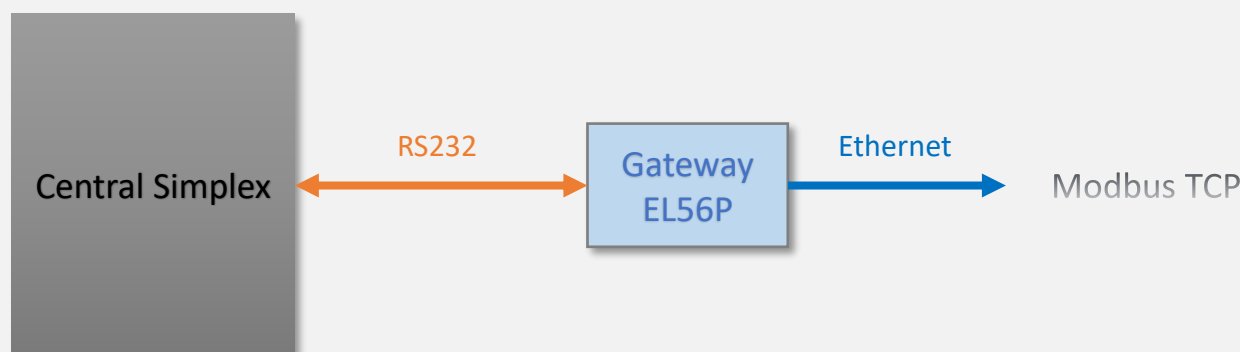 Central Simplex
RS232
Gateway
EL56P
Ethernet
Modbus TCP